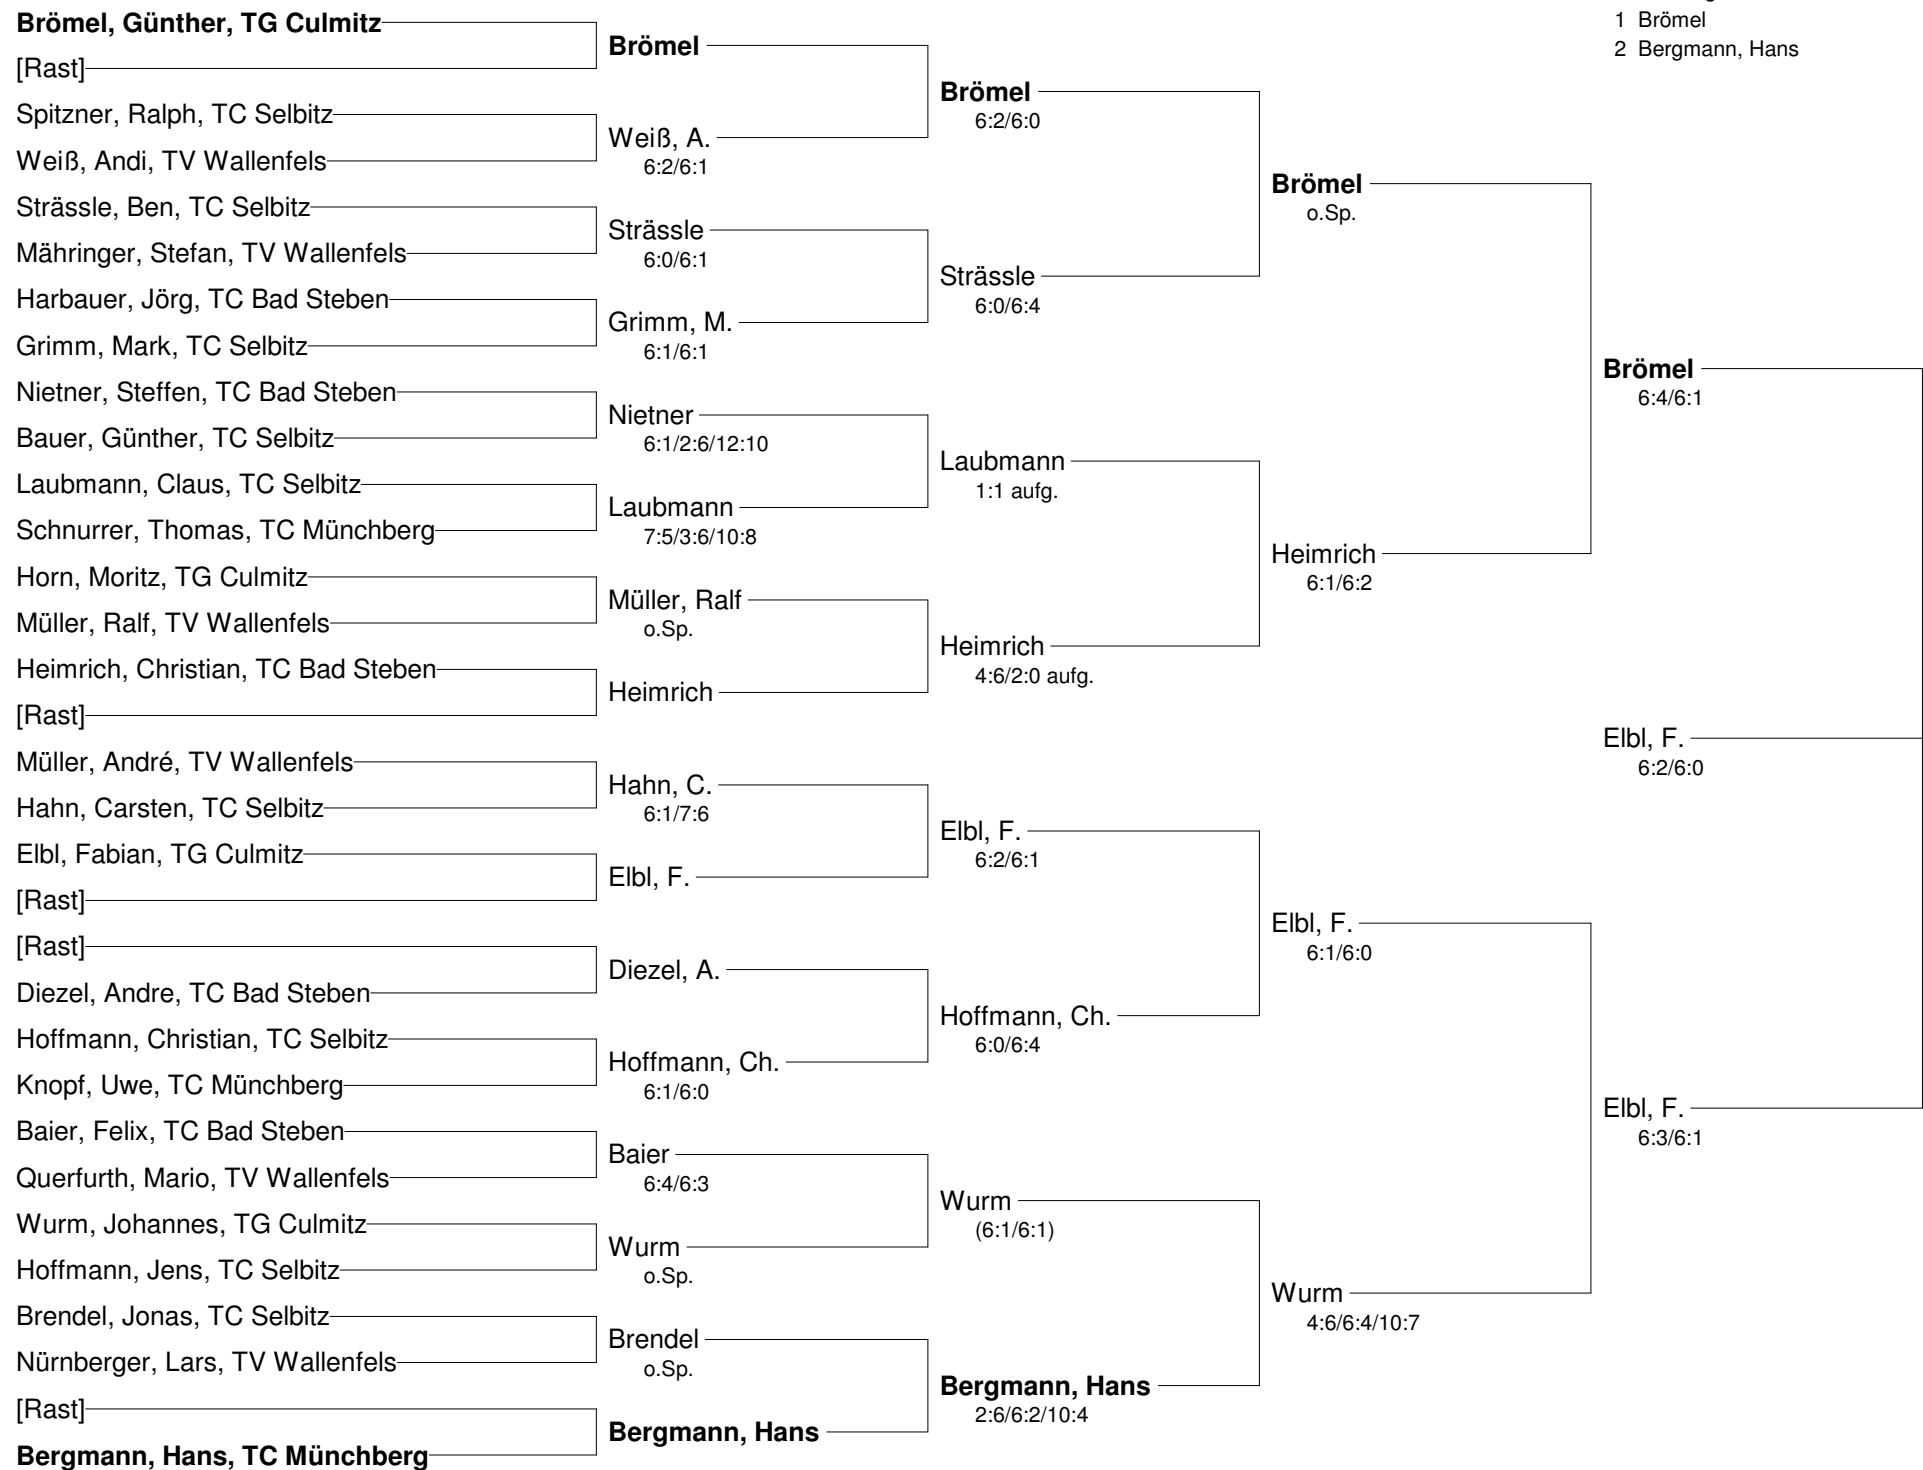 1 Brömel
2 Bergmann, Hans
Brömel, Günther, TG Culmitz
[Rast]
Spitzner, Ralph, TC Selbitz
Weiß, Andi, TV Wallenfels
Strässle, Ben, TC Selbitz
Mähringer, Stefan, TV Wallenfels
Harbauer, Jörg, TC Bad Steben
Grimm, Mark, TC Selbitz
Nietner, Steffen, TC Bad Steben
Bauer, Günther, TC Selbitz
Laubmann, Claus, TC Selbitz
Schnurrer, Thomas, TC Münchberg
Horn, Moritz, TG Culmitz
Müller, Ralf, TV Wallenfels
Heimrich, Christian, TC Bad Steben
[Rast]
Müller, André, TV Wallenfels
Hahn, Carsten, TC Selbitz
Elbl, Fabian, TG Culmitz
[Rast]
[Rast]
Diezel, Andre, TC Bad Steben
Hoffmann, Christian, TC Selbitz
Knopf, Uwe, TC Münchberg
Baier, Felix, TC Bad Steben
Querfurth, Mario, TV Wallenfels
Wurm, Johannes, TG Culmitz
Hoffmann, Jens, TC Selbitz
Brendel, Jonas, TC Selbitz
Nürnberger, Lars, TV Wallenfels
[Rast]
Bergmann, Hans, TC Münchberg
Brömel
Weiß, A.
6:2/6:1
Strässle
6:0/6:1
Grimm, M.
6:1/6:1
Nietner
6:1/2:6/12:10
Laubmann
7:5/3:6/10:8
Müller, Ralf
o.Sp.
Heimrich
Hahn, C.
6:1/7:6
Elbl, F.
Diezel, A.
Hoffmann, Ch.
6:1/6:0
Baier
6:4/6:3
Wurm
o.Sp.
Brendel
o.Sp.
Bergmann, Hans
Brömel
6:2/6:0
Strässle
6:0/6:4
Laubmann
1:1 aufg.
Heimrich
4:6/2:0 aufg.
Elbl, F.
6:2/6:1
Hoffmann, Ch.
6:0/6:4
Wurm
(6:1/6:1)
Bergmann, Hans
2:6/6:2/10:4
Brömel
o.Sp.
Heimrich
6:1/6:2
Elbl, F.
6:1/6:0
Wurm
4:6/6:4/10:7
Brömel
6:4/6:1
Elbl, F.
6:2/6:0
Elbl, F.
6:3/6:1